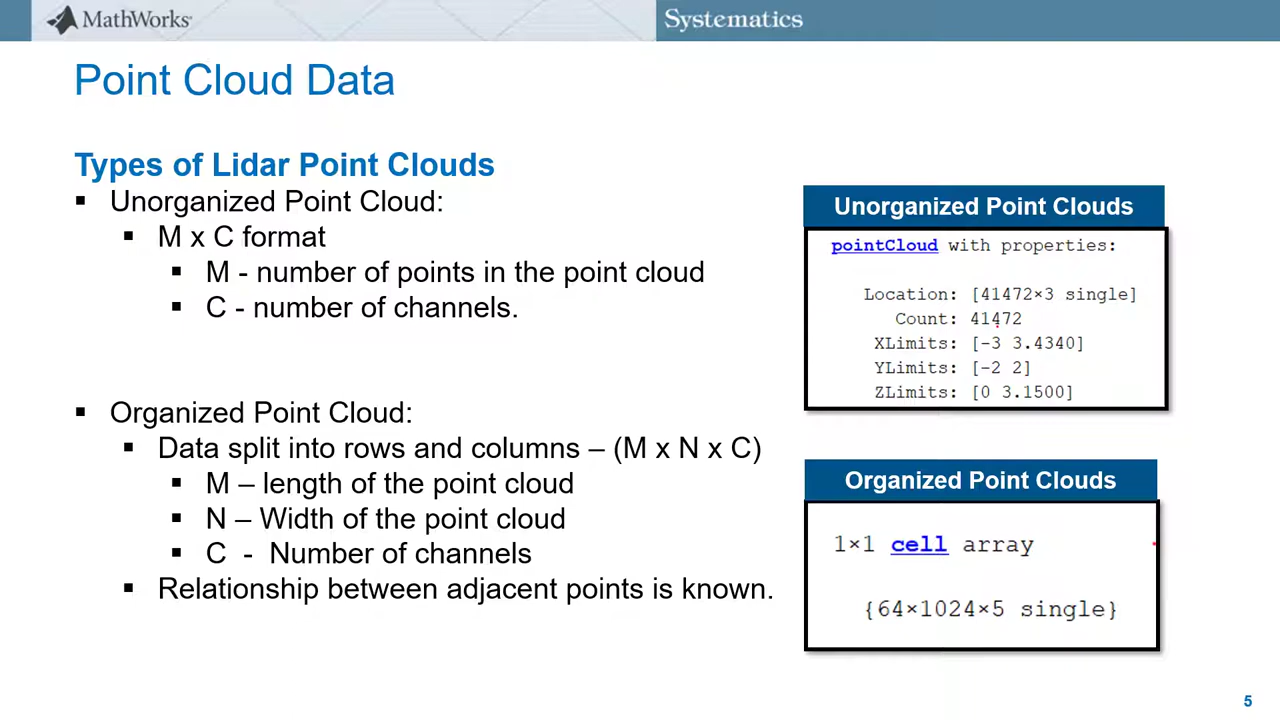 MathWorks
Systematics
Point Cloud Data
Types of Lidar Point Clouds
▪ Unorganized Point Cloud:
▪ M x C format
▪ M - number of points in the point cloud
▪ C - number of channels.
▪ Organized Point Cloud:
▪ Data split into rows and columns – (M x N x C)
▪ M – length of the point cloud
▪ N – Width of the point cloud
▪ C - Number of channels
▪ Relationship between adjacent points is known.
Unorganized Point Clouds
pointCloud with properties:
Location: [41472×3 single]
Count: 41472
XLimits: [-3 3.4340]
YLimits: [-2 2]
ZLimits: [0 3.1500]
Organized Point Clouds
1×1 cell array
{64×1024×5 single}
5